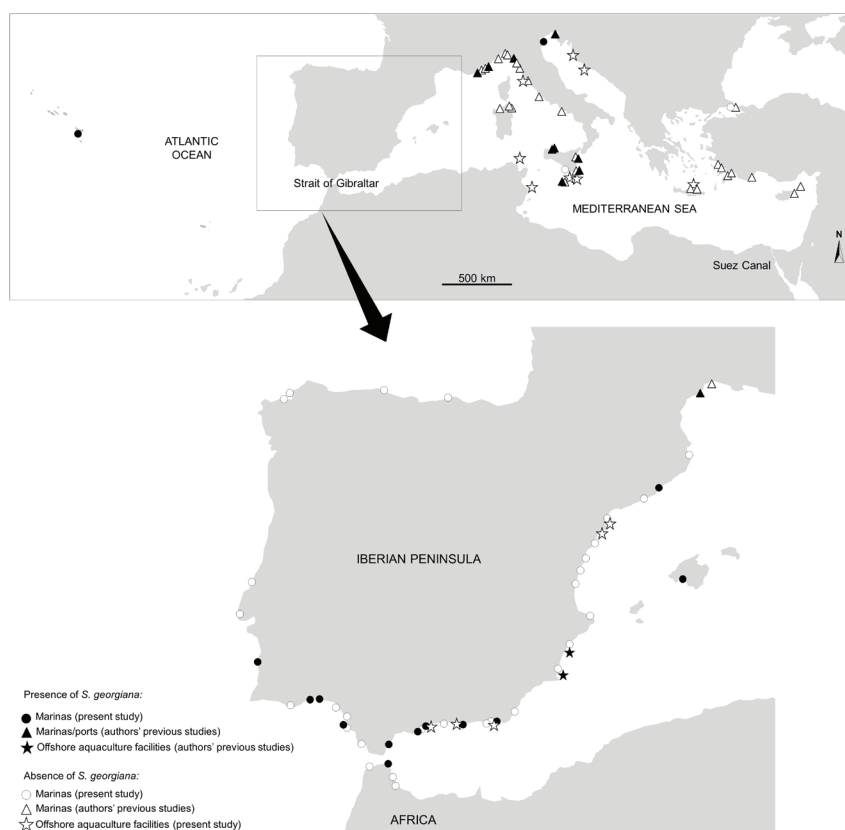 ATLANTIC
OCEAN
Strait of Gibraltar
MEDITERRANEAN SEA
N
Suez Canal
500 km
IBERIAN PENINSULA
Presence of S. georgiana:
Marinas (present study)
Marinas/ports (authors' previous studies)
Offshore aquaculture facilities (authors' previous studies)
Absence of S. georgiana:
Marinas (present study)
Marinas (authors' previous studies)
Offshore aquaculture facilities (present study)
AFRICA